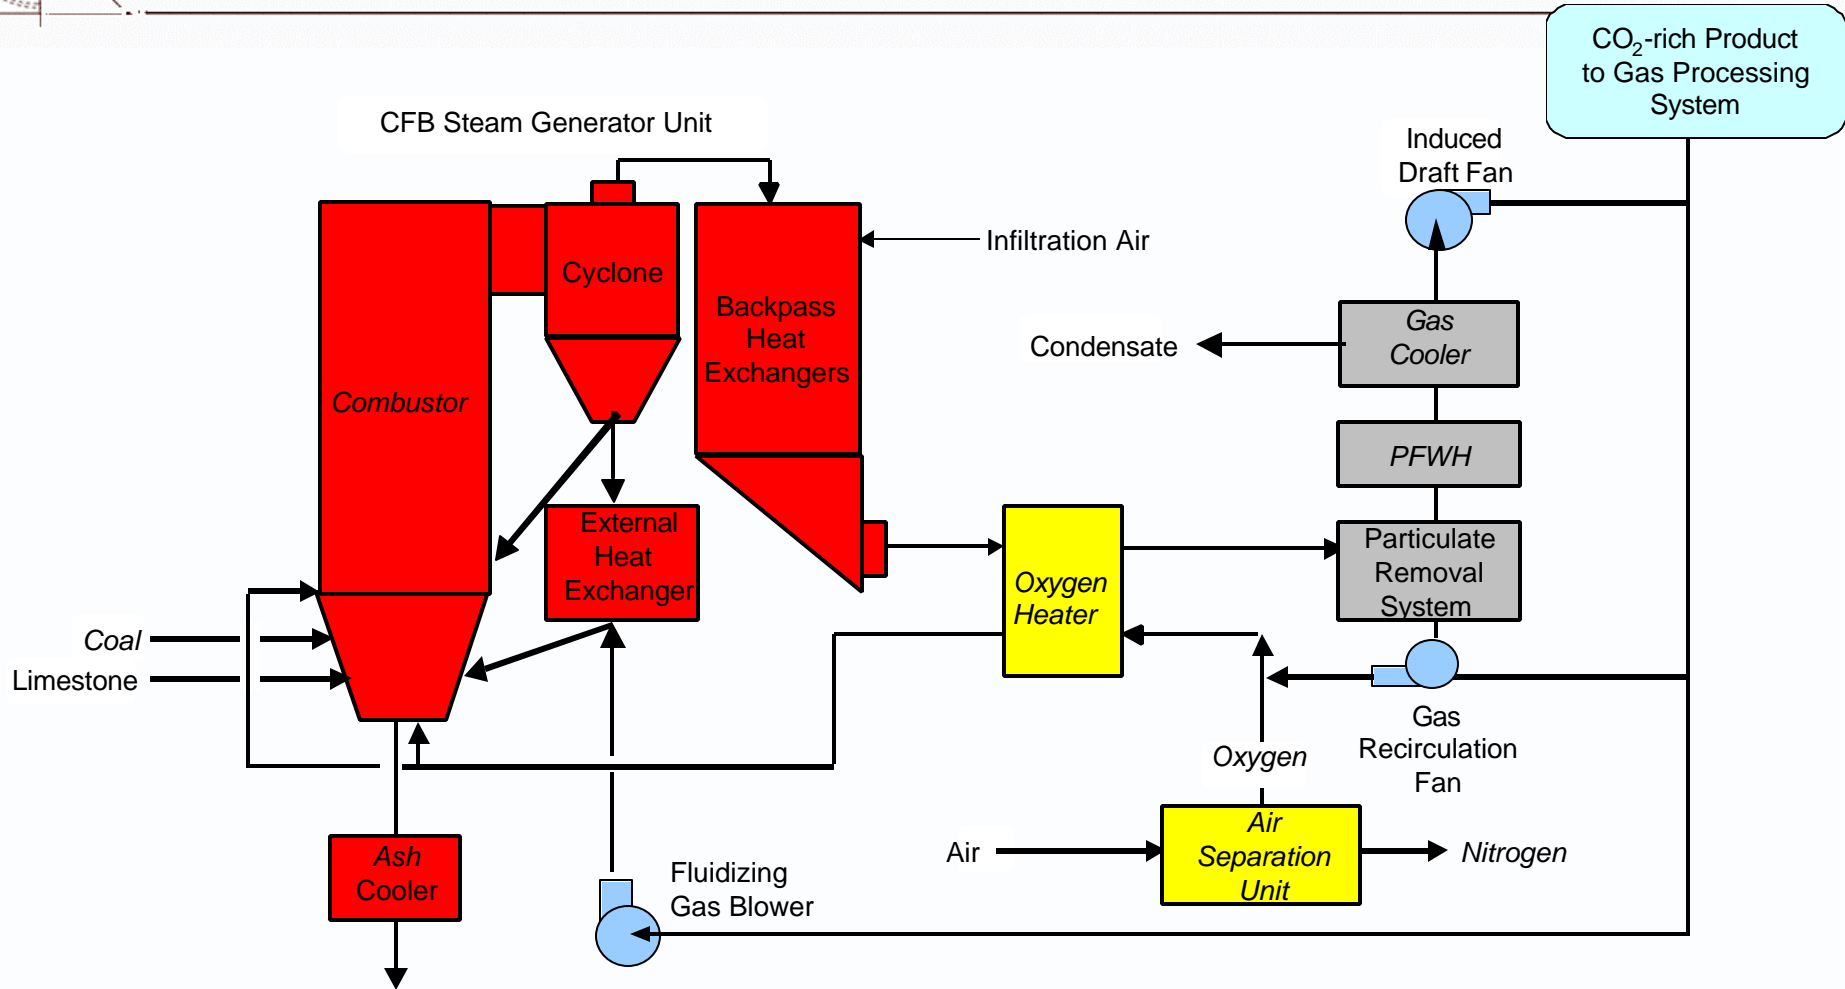 CO₂-rich Product
to Gas Processing
System
CFB Steam Generator Unit
Induced
Draft Fan
Infiltration Air
Cyclone
Backpass
Heat
Exchangers
Gas
Cooler
Condensate
Combustor
PFWH
External
Heat
Exchanger
Particulate
Removal
System
Oxygen
Heater
Coal
Limestone
Gas
Recirculation
Fan
Oxygen
Air
Separation
Unit
Air
Nitrogen
Ash
Cooler
Fluidizing
Gas Blower